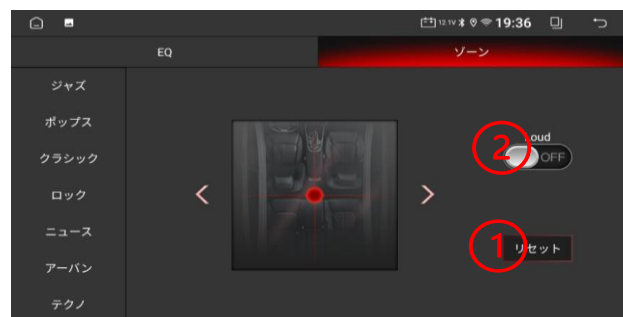 12.1V 19:36
EQ ゾーン
ジャズ
ポップス
クラシック
ロック
ニュース
アーバン
テクノ
2 oud
OFF
1 リセット